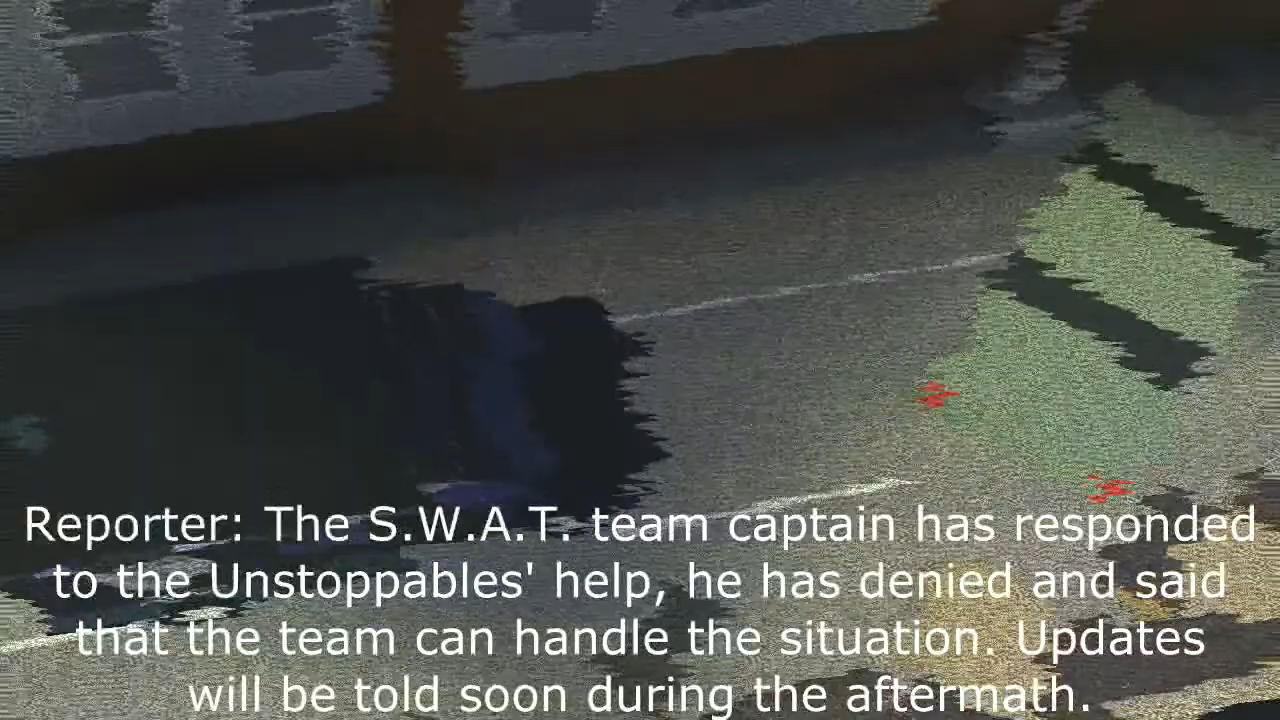 Reporter: The S.W.A.T. team captain has responded
to the Unstoppables' help, he has denied and said
that the team can handle the situation. Updates
will be told soon during the aftermath.